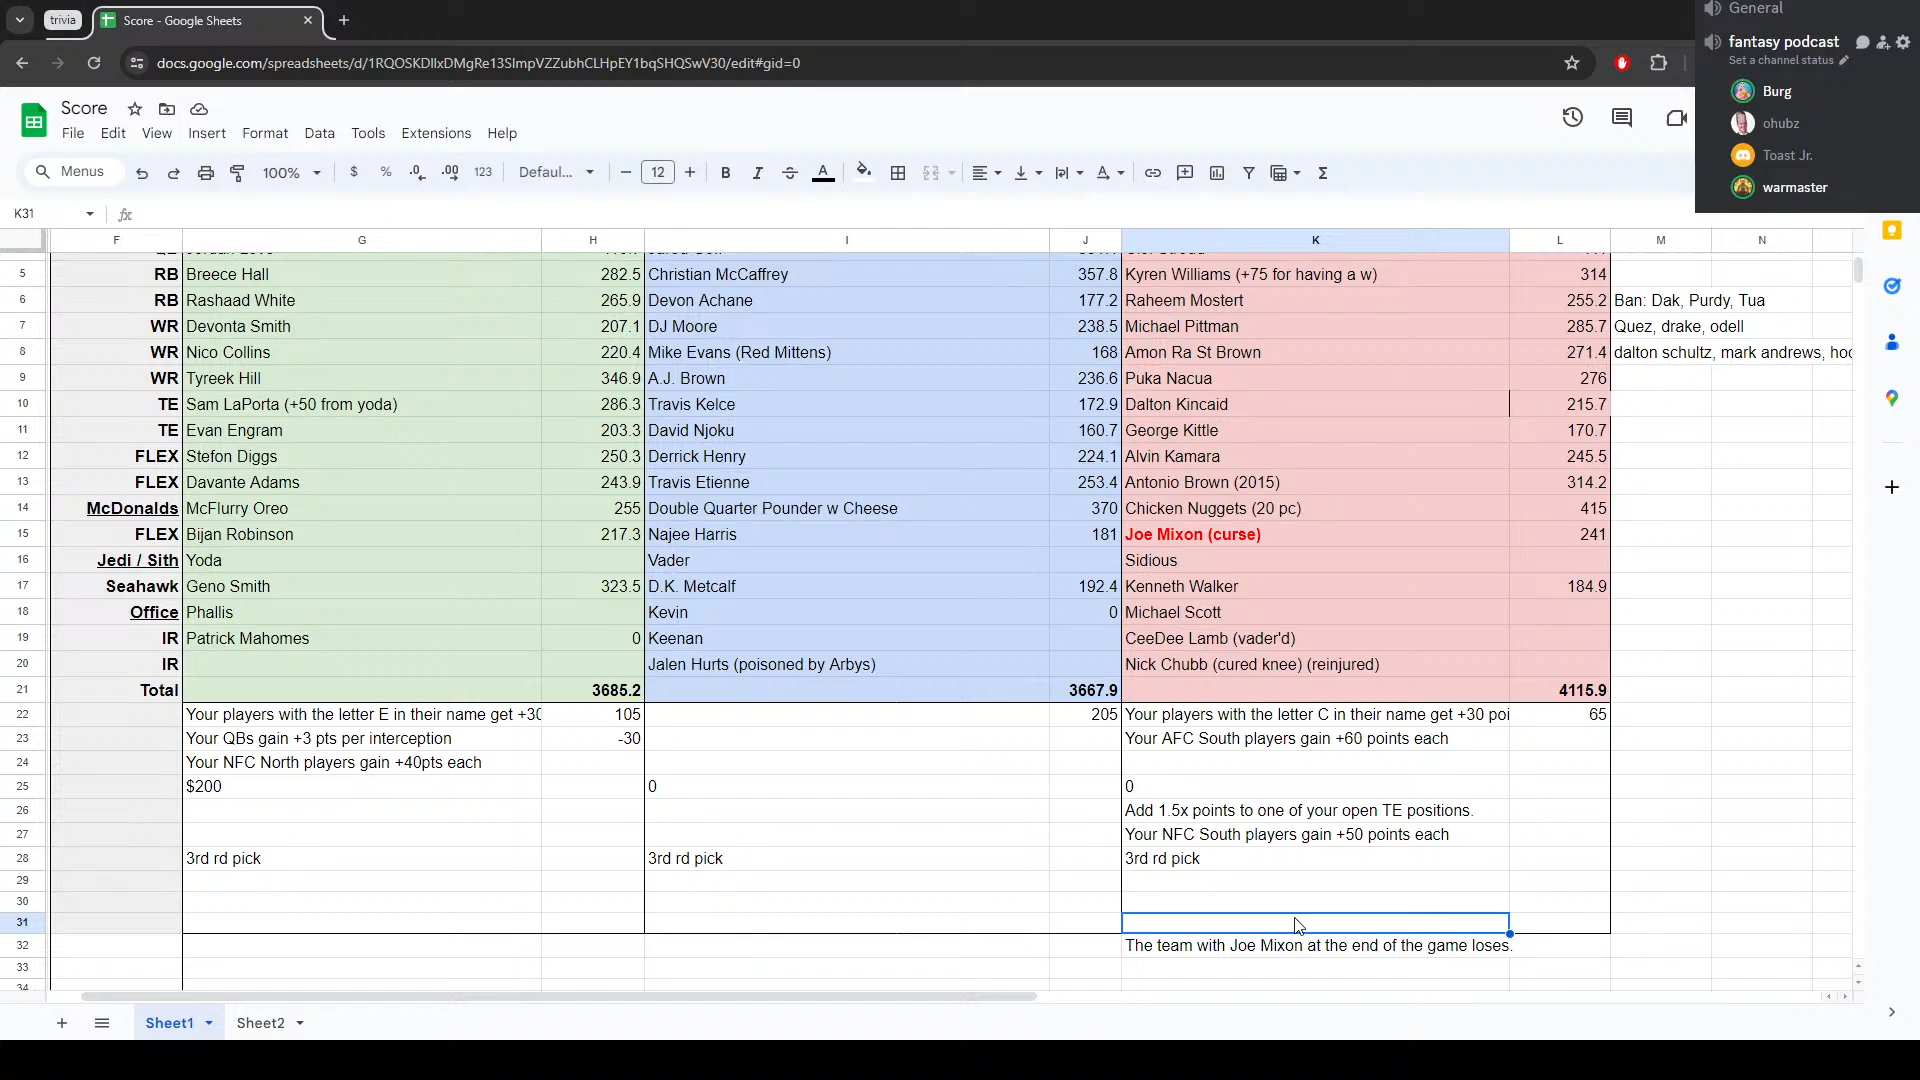 trivia
Score - Google Sheets
docs.google.com/spreadsheets/d/1RQOSKDIlxDMgRe13SlmpVZZubhCLHpEY1bqSHQSwV30/edit#gid=0
General
fantasy podcast
Set a channel status
Burg
ohubz
Toast Jr.
warmaster
Score
File Edit View Insert Format Data Tools Extensions Help
Menus 100% $ % .0 .00 123 Defaul... 12 B I A
K31 fx
F G H I J K L M N
5 RB Breece Hall 282.5 Christian McCaffrey 357.8 Kyren Williams (+75 for having a w) 314
6 RB Rashaad White 265.9 Devon Achane 177.2 Raheem Mostert 255.2 Ban: Dak, Purdy, Tua
7 WR Devonta Smith 207.1 DJ Moore 238.5 Michael Pittman 285.7 Quez, drake, odell
8 WR Nico Collins 220.4 Mike Evans (Red Mittens) 168 Amon Ra St Brown 271.4 dalton schultz, mark andrews, hoc
9 WR Tyreek Hill 346.9 A.J. Brown 236.6 Puka Nacua 276
10 TE Sam LaPorta (+50 from yoda) 286.3 Travis Kelce 172.9 Dalton Kincaid 215.7
11 TE Evan Engram 203.3 David Njoku 160.7 George Kittle 170.7
12 FLEX Stefon Diggs 250.3 Derrick Henry 224.1 Alvin Kamara 245.5
13 FLEX Davante Adams 243.9 Travis Etienne 253.4 Antonio Brown (2015) 314.2
14 McDonalds McFlurry Oreo 255 Double Quarter Pounder w Cheese 370 Chicken Nuggets (20 pc) 415
15 FLEX Bijan Robinson 217.3 Najee Harris 181 Joe Mixon (curse) 241
16 Jedi / Sith Yoda Vader Sidious
17 Seahawk Geno Smith 323.5 D.K. Metcalf 192.4 Kenneth Walker 184.9
18 Office Phallis Kevin 0 Michael Scott
19 IR Patrick Mahomes 0 Keenan CeeDee Lamb (vader'd)
20 IR Jalen Hurts (poisoned by Arbys) Nick Chubb (cured knee) (reinjured)
21 Total 3685.2 3667.9 4115.9
22 Your players with the letter E in their name get +30 105 205 Your players with the letter C in their name get +30 poi 65
23 Your QBs gain +3 pts per interception -30 Your AFC South players gain +60 points each
24 Your NFC North players gain +40pts each
25 $200 0 0
26 Add 1.5x points to one of your open TE positions.
27 Your NFC South players gain +50 points each
28 3rd rd pick 3rd rd pick 3rd rd pick
29
30
31
32 The team with Joe Mixon at the end of the game loses.
33
34
Sheet1 Sheet2